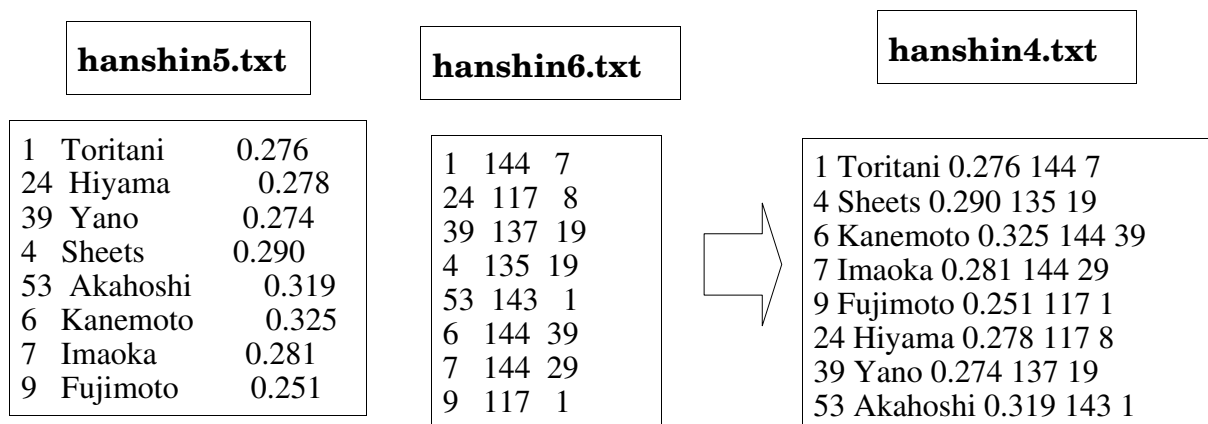 hanshin5.txt
1 Toritani 0.276
24 Hiyama 0.278
39 Yano 0.274
4 Sheets 0.290
53 Akahoshi 0.319
6 Kanemoto 0.325
7 Imaoka 0.281
9 Fujimoto 0.251
hanshin6.txt
1 144 7
24 117 8
39 137 19
4 135 19
53 143 1
6 144 39
7 144 29
9 117 1
hanshin4.txt
1 Toritani 0.276 144 7
4 Sheets 0.290 135 19
6 Kanemoto 0.325 144 39
7 Imaoka 0.281 144 29
9 Fujimoto 0.251 117 1
24 Hiyama 0.278 117 8
39 Yano 0.274 137 19
53 Akahoshi 0.319 143 1